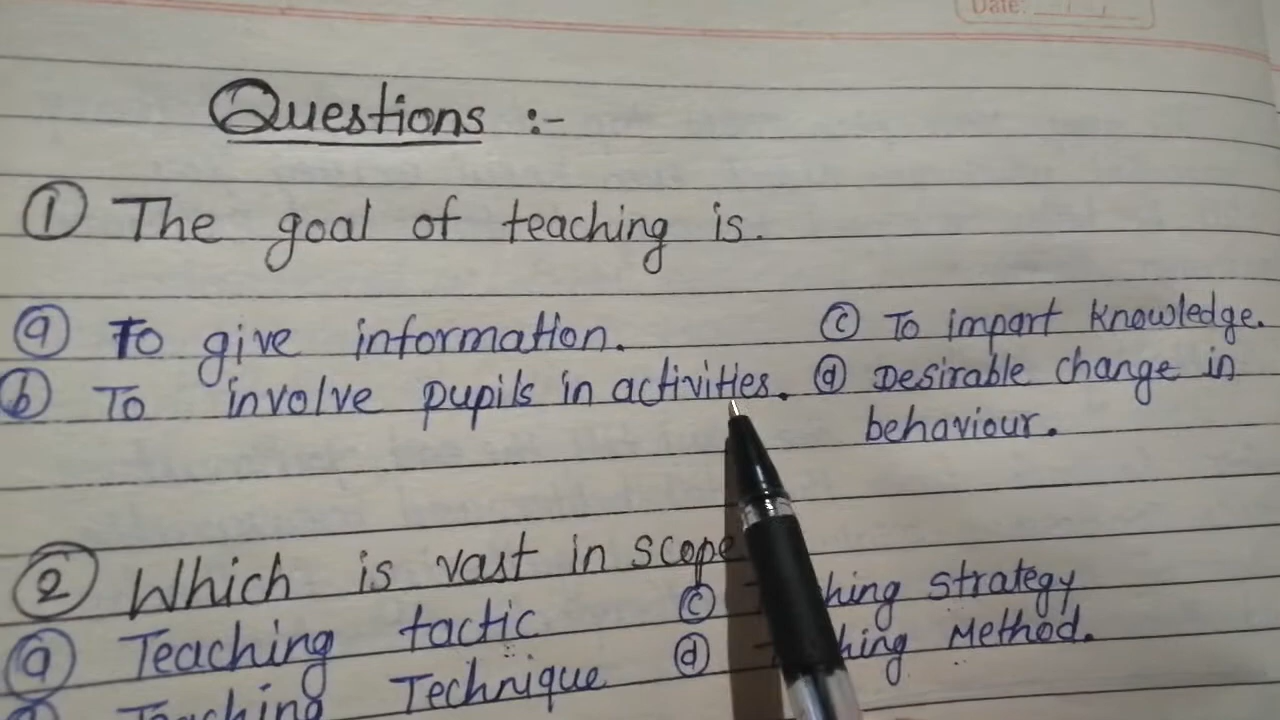 Date:
Questions :-
① The goal of teaching is.
ⓐ To give information. ⓒ To impart knowledge.
ⓑ To involve pupils in activities. ⓓ Desirable change in
behaviour.
② Which is vast in scope
ⓐ Teaching tactic ⓒ strategy
Teaching Technique ⓓ Method.